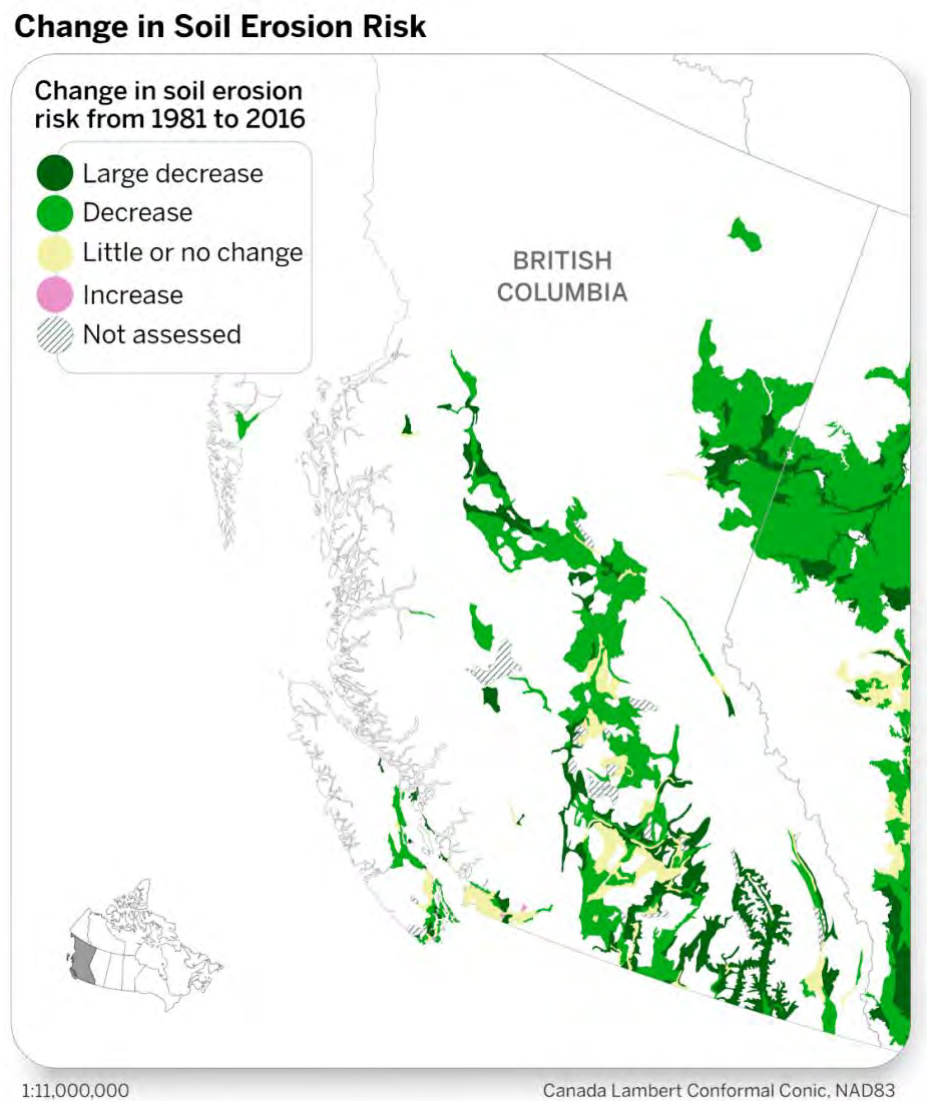 Change in Soil Erosion Risk
Change in soil erosion
risk from 1981 to 2016
Large decrease
Decrease
Little or no change
Increase
Not assessed
BRITISH
COLUMBIA
1:11,000,000
Canada Lambert Conformal Conic, NAD83